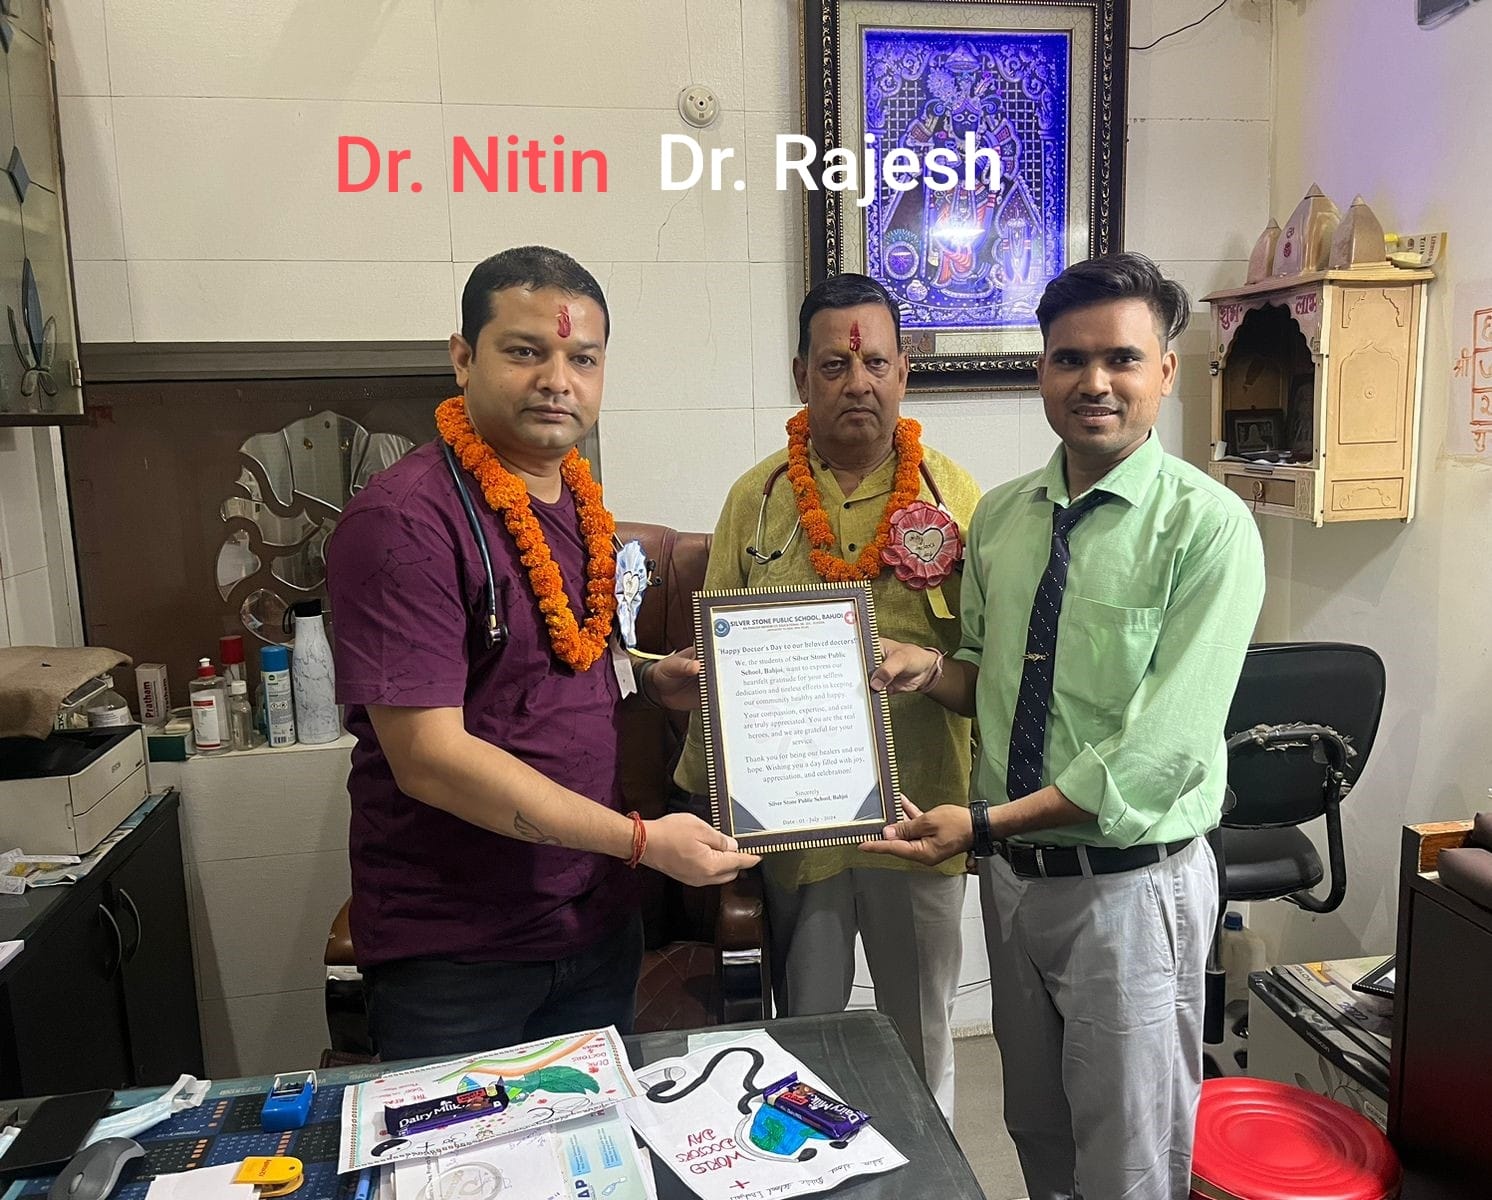 Dr. Nitin Dr. Rajesh
शुभ लाभ
SILVER STONE PUBLIC SCHOOL, BAHJOI
"Happy Doctor's Day to our beloved doctors!"
We, the students of Silver Stone Public
School, Bahjoi, want to express our
heartfelt gratitude for your selfless
dedication and tireless efforts in keeping
our community healthy and happy.
Your compassion, expertise, and care
are truly appreciated. You are the real
heroes, and we are grateful for your
service.
Thank you for being our healers and our
hope. Wishing you a day filled with joy,
appreciation, and celebration!
Sincerely
Silver Stone Public School, Bahjoi
Date - 01 - July - 2024
Pratham
DEAR
DOCTORS
THE REAL
Dairy Milk
Dairy Milk
WORLD
DOCTORS
DAY